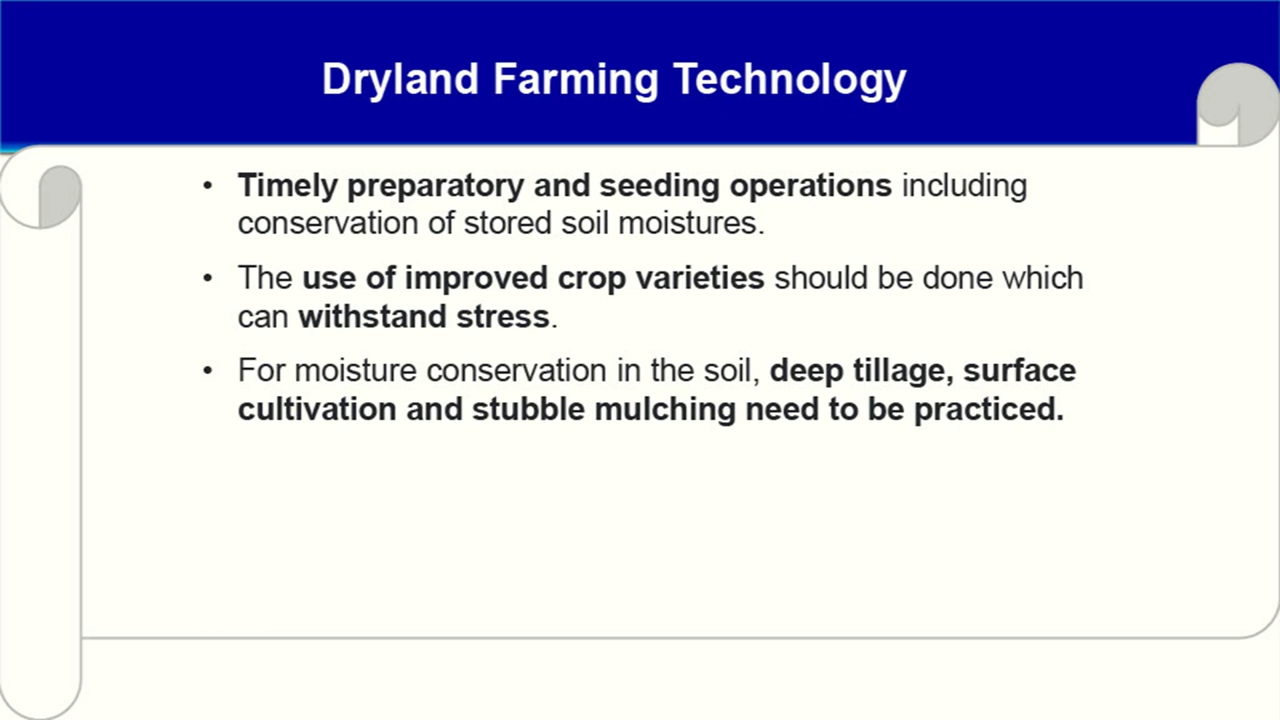 Dryland Farming Technology
• Timely preparatory and seeding operations including
conservation of stored soil moistures.
• The use of improved crop varieties should be done which
can withstand stress.
• For moisture conservation in the soil, deep tillage, surface
cultivation and stubble mulching need to be practiced.